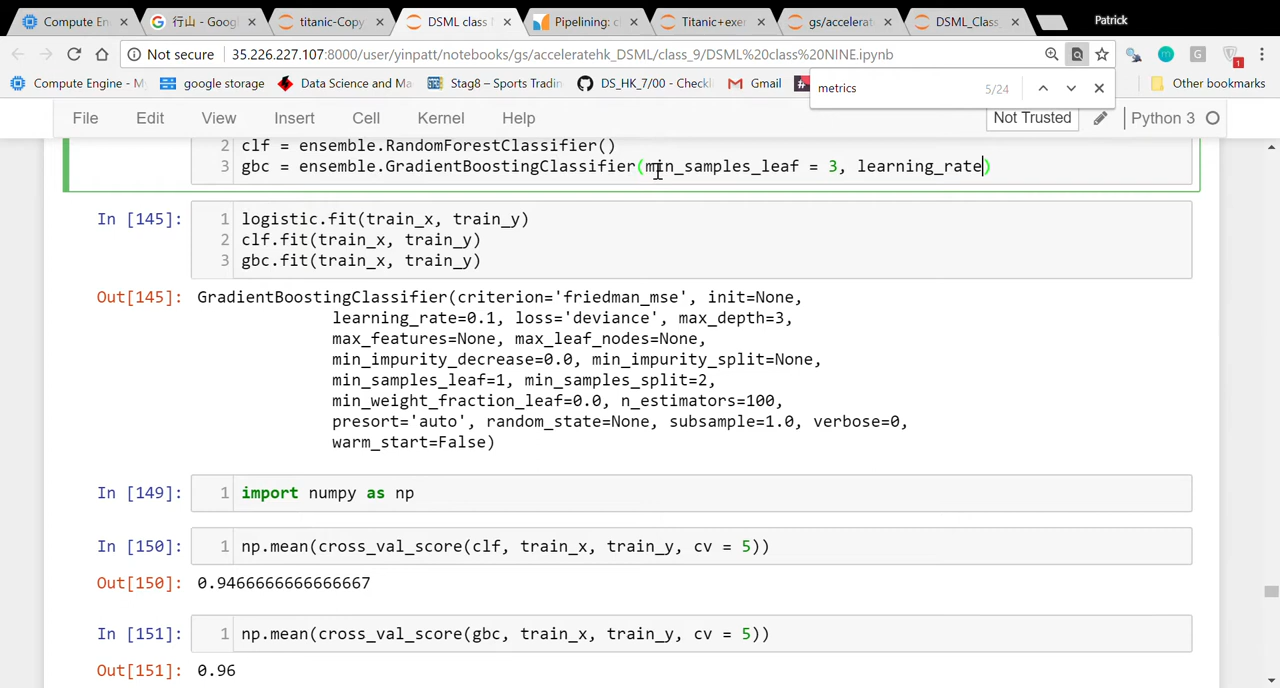 Compute En
行山 - Goog
titanic-Copy
DSML class N
Pipelining: c
Titanic+exer
gs/accelerat
DSML_Class
Patrick
Not secure
35.226.227.107:8000/user/yinpatt/notebooks/gs/acceleratehk_DSML/class_9/DSML%20class%20NINE.ipynb
Compute Engine - My
google storage
Data Science and Ma
Stag8 – Sports Tradin
DS_HK_7/00 - Checkl
Gmail
Other bookmarks
metrics
5/24
File Edit View Insert Cell Kernel Help
Not Trusted
Python 3
2 clf = ensemble.RandomForestClassifier()
3 gbc = ensemble.GradientBoostingClassifier(min_samples_leaf = 3, learning_rate)
In [145]:
1 logistic.fit(train_x, train_y)
2 clf.fit(train_x, train_y)
3 gbc.fit(train_x, train_y)
Out[145]: GradientBoostingClassifier(criterion='friedman_mse', init=None,
learning_rate=0.1, loss='deviance', max_depth=3,
max_features=None, max_leaf_nodes=None,
min_impurity_decrease=0.0, min_impurity_split=None,
min_samples_leaf=1, min_samples_split=2,
min_weight_fraction_leaf=0.0, n_estimators=100,
presort='auto', random_state=None, subsample=1.0, verbose=0,
warm_start=False)
In [149]: 1 import numpy as np
In [150]: 1 np.mean(cross_val_score(clf, train_x, train_y, cv = 5))
Out[150]: 0.9466666666666667
In [151]: 1 np.mean(cross_val_score(gbc, train_x, train_y, cv = 5))
Out[151]: 0.96